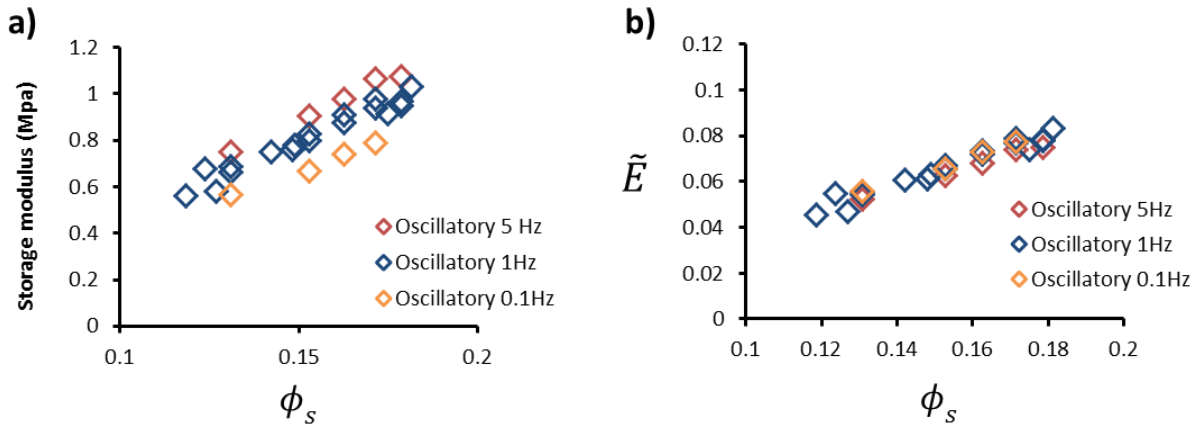 a)
Storage modulus (Mpa)
1.2
1
0.8
0.6
0.4
0.2
0
0.1
0.15
0.2
ϕₛ
Oscillatory 5 Hz
Oscillatory 1Hz
Oscillatory 0.1Hz
b)
Ẽ
0.12
0.1
0.08
0.06
0.04
0.02
0
0.1
0.12
0.14
0.16
0.18
0.2
ϕₛ
Oscillatory 5Hz
Oscillatory 1Hz
Oscillatory 0.1Hz